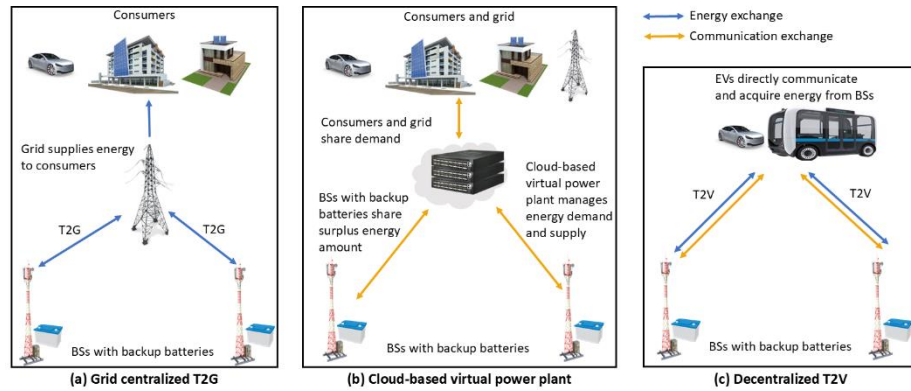 Consumers
Grid supplies energy
to consumers
T2G
T2G
BSs with backup batteries
(a) Grid centralized T2G
Consumers and grid
Consumers and grid
share demand
BSs with backup
batteries share
surplus energy
amount
Cloud-based
virtual power
plant manages
energy demand
and supply
BSs with backup batteries
(b) Cloud-based virtual power plant
Energy exchange
Communication exchange
EVs directly communicate
and acquire energy from BSs
T2V
T2V
BSs with backup batteries
(c) Decentralized T2V